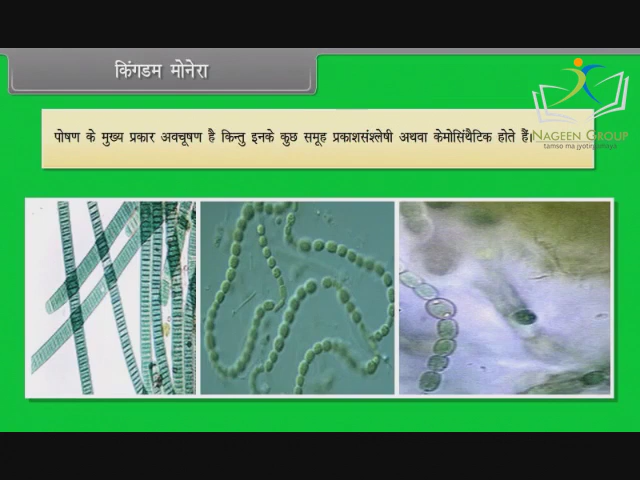 किंगडम मोनेरा
पोषण के मुख्य प्रकार अवचूषण है किन्तु इनके कुछ समूह प्रकाशसंश्लेषी अथवा केमोसिंथैटिक होते हैं।
NAGEEN GROUP
tamso ma jyotirgamaya